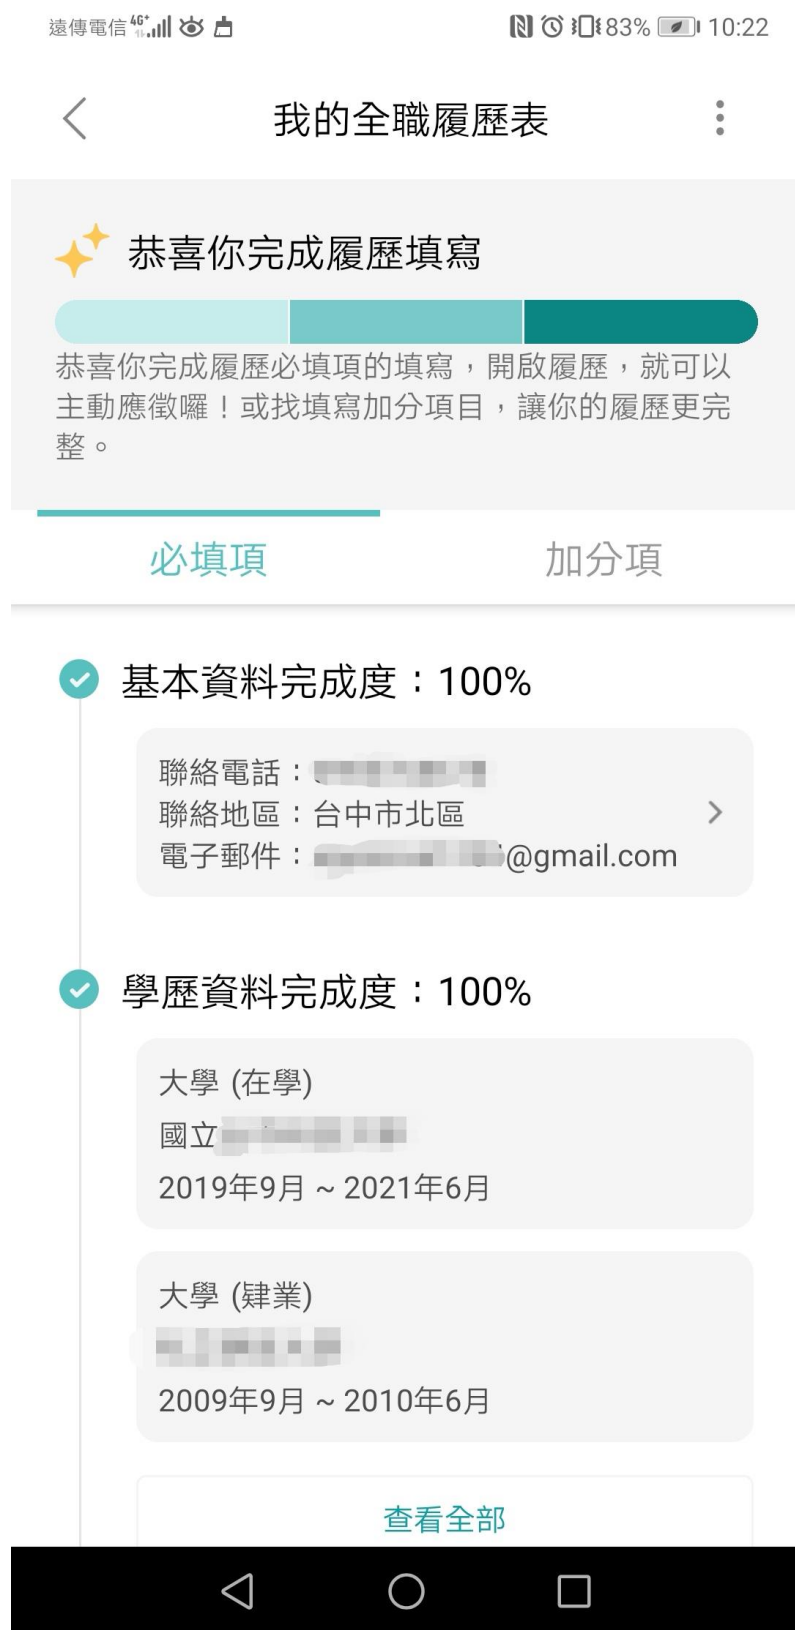 遠傳電信 4G+ 83% 10:22
我的全職履歷表
恭喜你完成履歷填寫
恭喜你完成履歷必填項的填寫，開啟履歷，就可以
主動應徵囉！或找填寫加分項目，讓你的履歷更完
整。
必填項 加分項
基本資料完成度：100%
聯絡電話：
聯絡地區：台中市北區
電子郵件：@gmail.com
學歷資料完成度：100%
大學 (在學)
國立
2019年9月 ~ 2021年6月
大學 (肄業)
2009年9月 ~ 2010年6月
查看全部